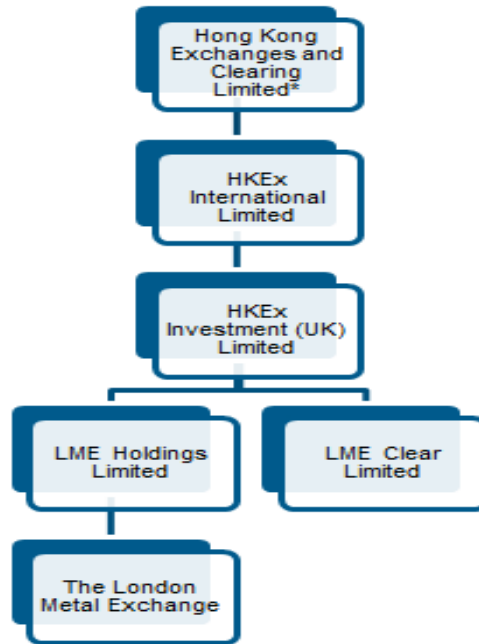 Hong Kong
Exchanges and
Clearing
Limited*
HKEx
International
Limited
HKEx
Investment (UK)
Limited
LME Holdings
Limited
LME Clear
Limited
The London
Metal Exchange